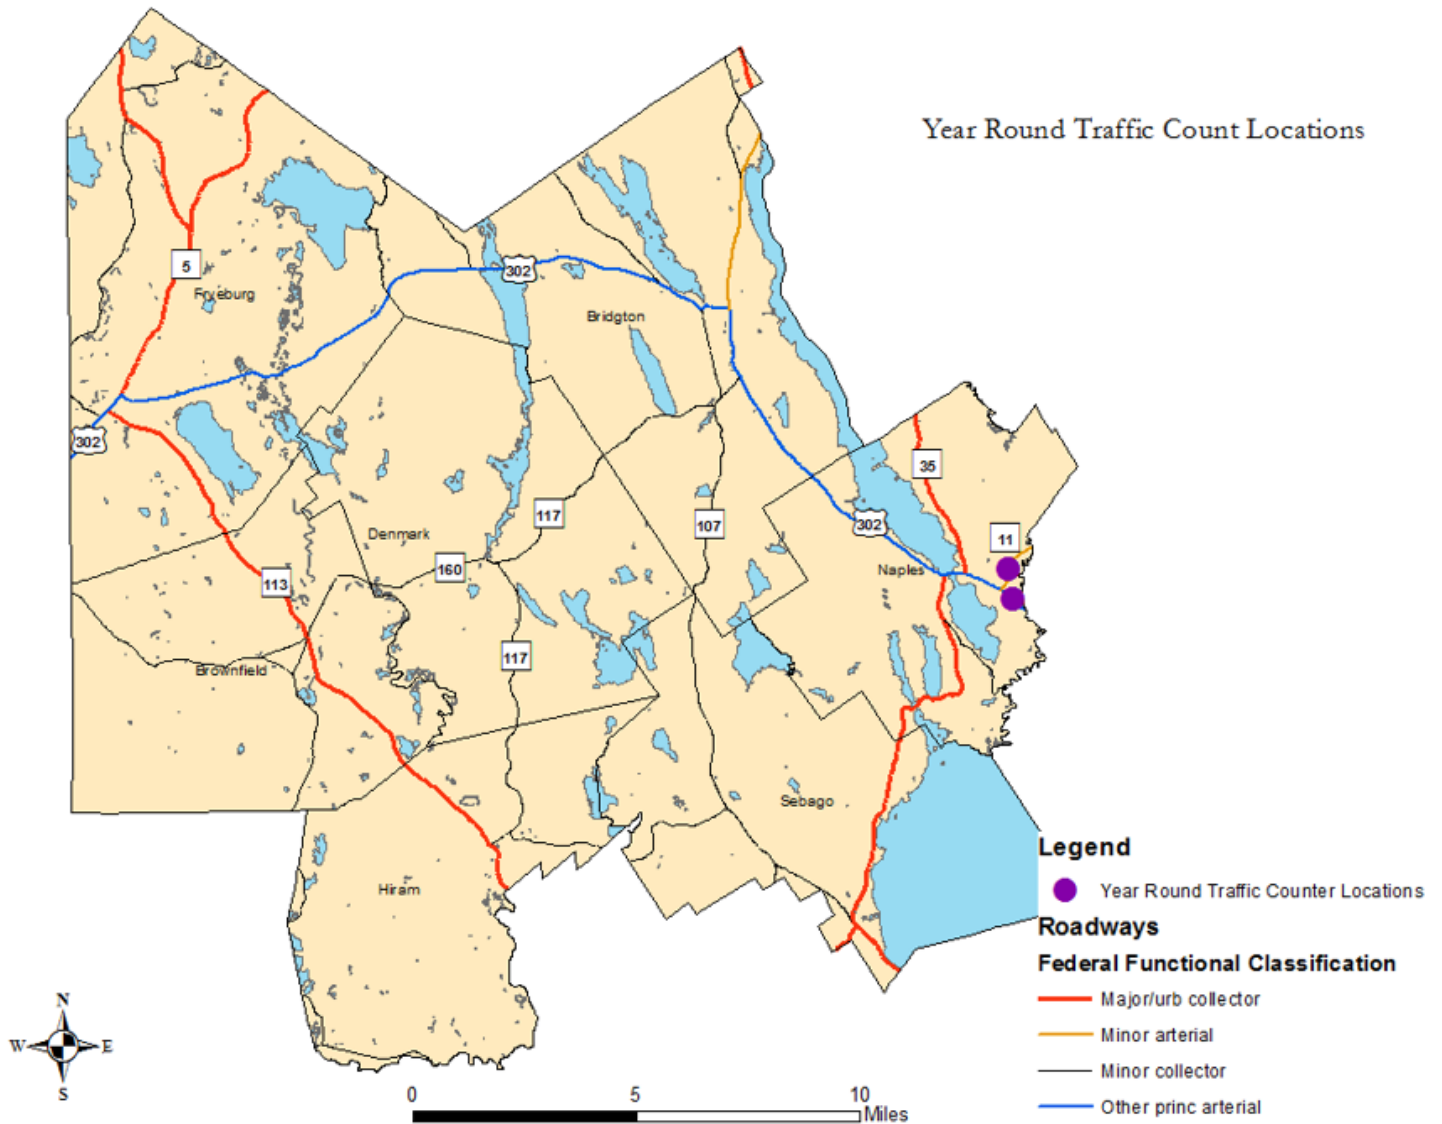 Year Round Traffic Count Locations
5
Fryeburg
302
Bridgton
302
35
117
107
302
11
Denmark
160
Naples
113
117
Brownfield
Sebago
Hiram
Legend
Year Round Traffic Counter Locations
Roadways
Federal Functional Classification
Major/urb collector
Minor arterial
Minor collector
Other princ arterial
N
W E
S
0 5 10
Miles